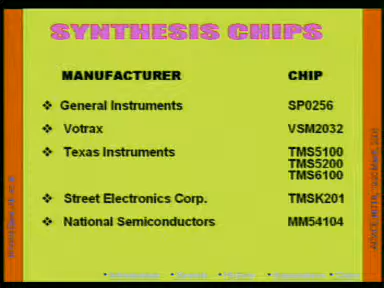 SYNTHESIS CHIPS
MANUFACTURER CHIP
❖ General Instruments SP0256
❖ Votrax VSM2032
❖ Texas Instruments TMS5100
TMS5200
TMS6100
❖ Street Electronics Corp. TMSK201
❖ National Semiconductors MM54104